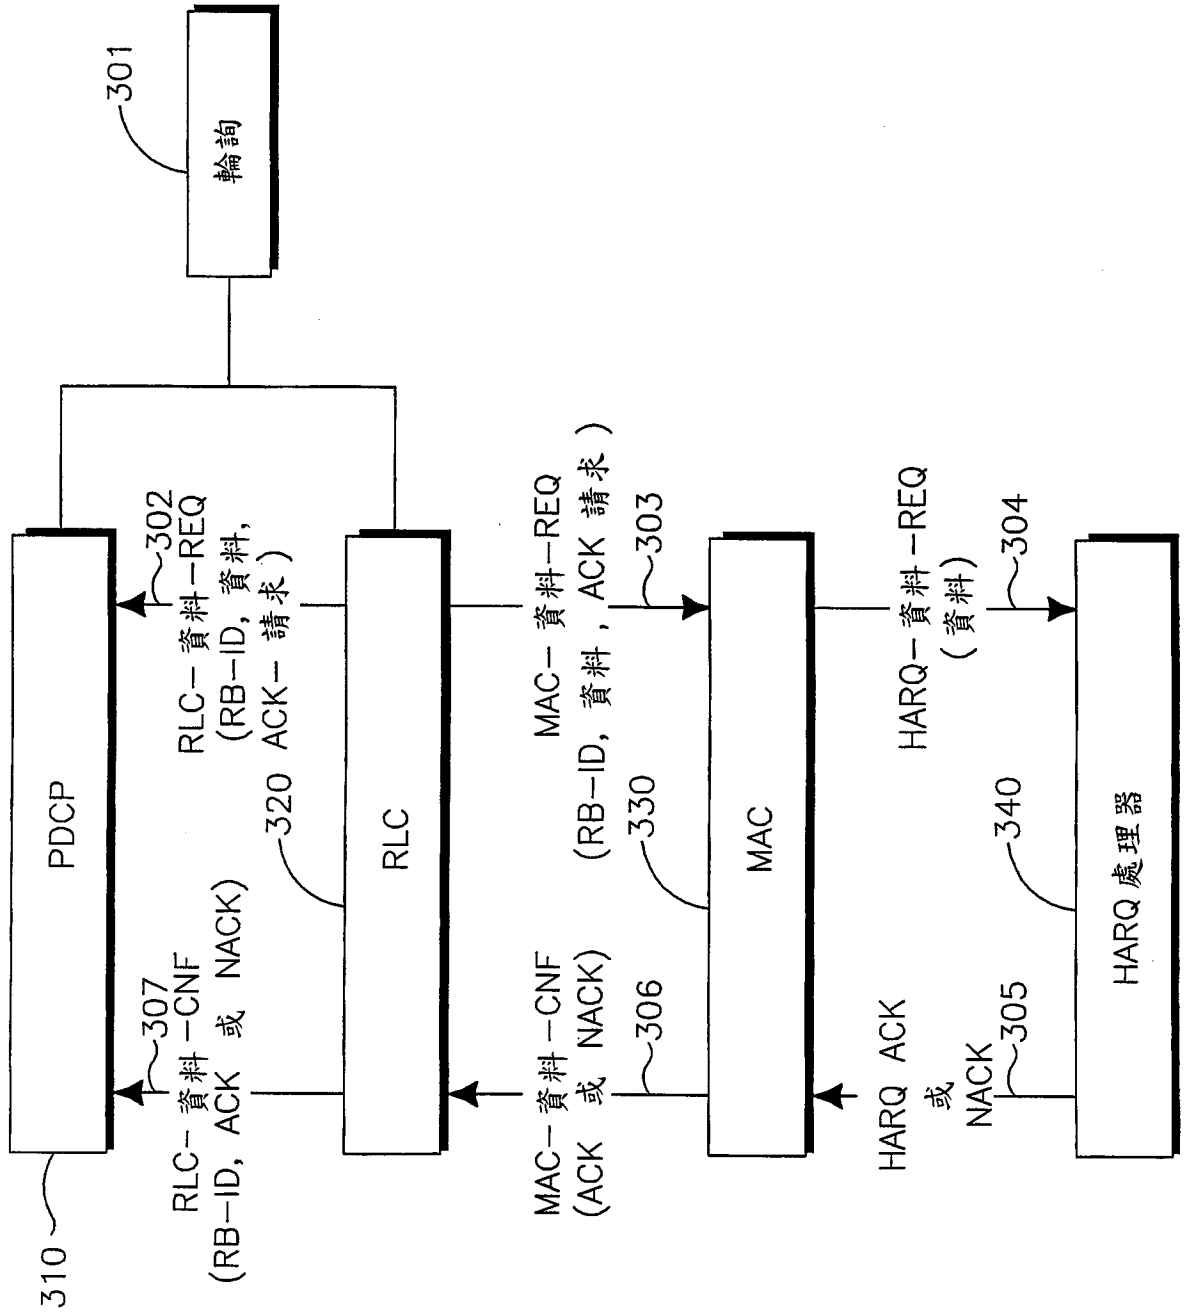 310
PDCP
301
輪詢
307
RLC-資料-CNF
(RB-ID, ACK 或 NACK)
302
RLC-資料-REQ
(RB-ID, 資料,
ACK-請求)
320
RLC
MAC-資料-CNF
(ACK 或 NACK)
306
MAC-資料-REQ
(RB-ID, 資料, ACK 請求)
303
330
MAC
HARQ ACK
或
NACK
305
HARQ-資料-REQ
(資料)
304
340
HARQ 處理器